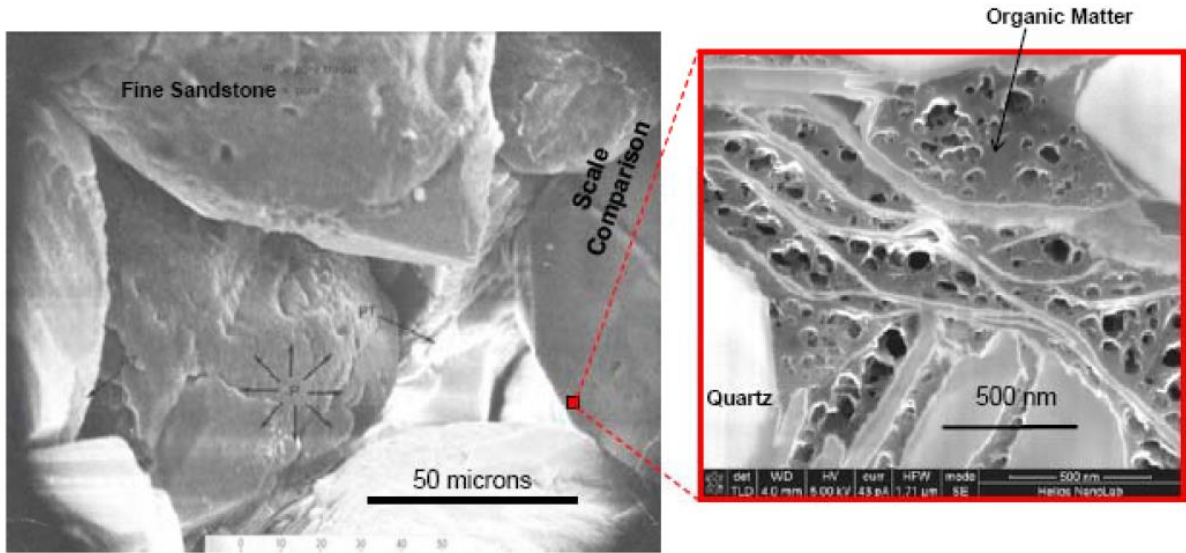 Organic Matter
Fine Sandstone
Scale
Comparison
PT
P
50 microns
0 10 20 30 40 50
Quartz
500 nm
det WD HV curr HFW mode 500 nm
TLD 4.0 mm 5.00 kV 43 pA 1.71 µm SE Helios NanoLab